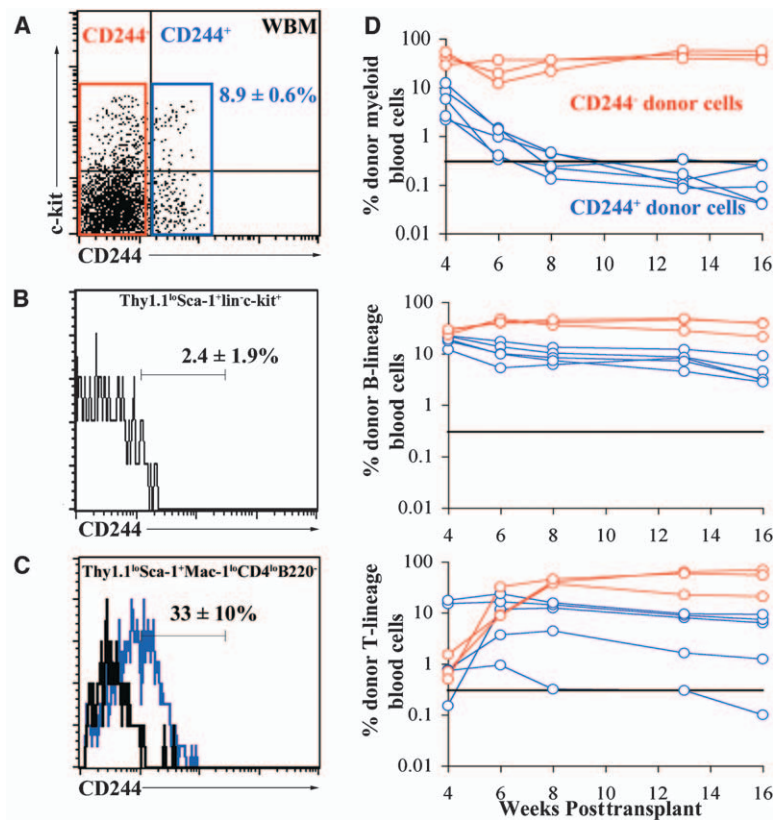 A
CD244⁻ CD244⁺ WBM
8.9 ± 0.6%
c-kit
CD244
B
Thy1.1ˡᵒSca-1⁺lin⁻c-kit⁺
2.4 ± 1.9%
CD244
C
Thy1.1ˡᵒSca-1⁺Mac-1ˡᵒCD4ˡᵒB220⁻
33 ± 10%
CD244
D
% donor myeloid
blood cells
100
10
1
0.1
0.01
CD244⁻ donor cells
CD244⁺ donor cells
4 6 8 10 12 14 16
% donor B-lineage
blood cells
100
10
1
0.1
0.01
4 6 8 10 12 14 16
% donor T-lineage
blood cells
100
10
1
0.1
0.01
4 6 8 10 12 14 16
Weeks Posttransplant